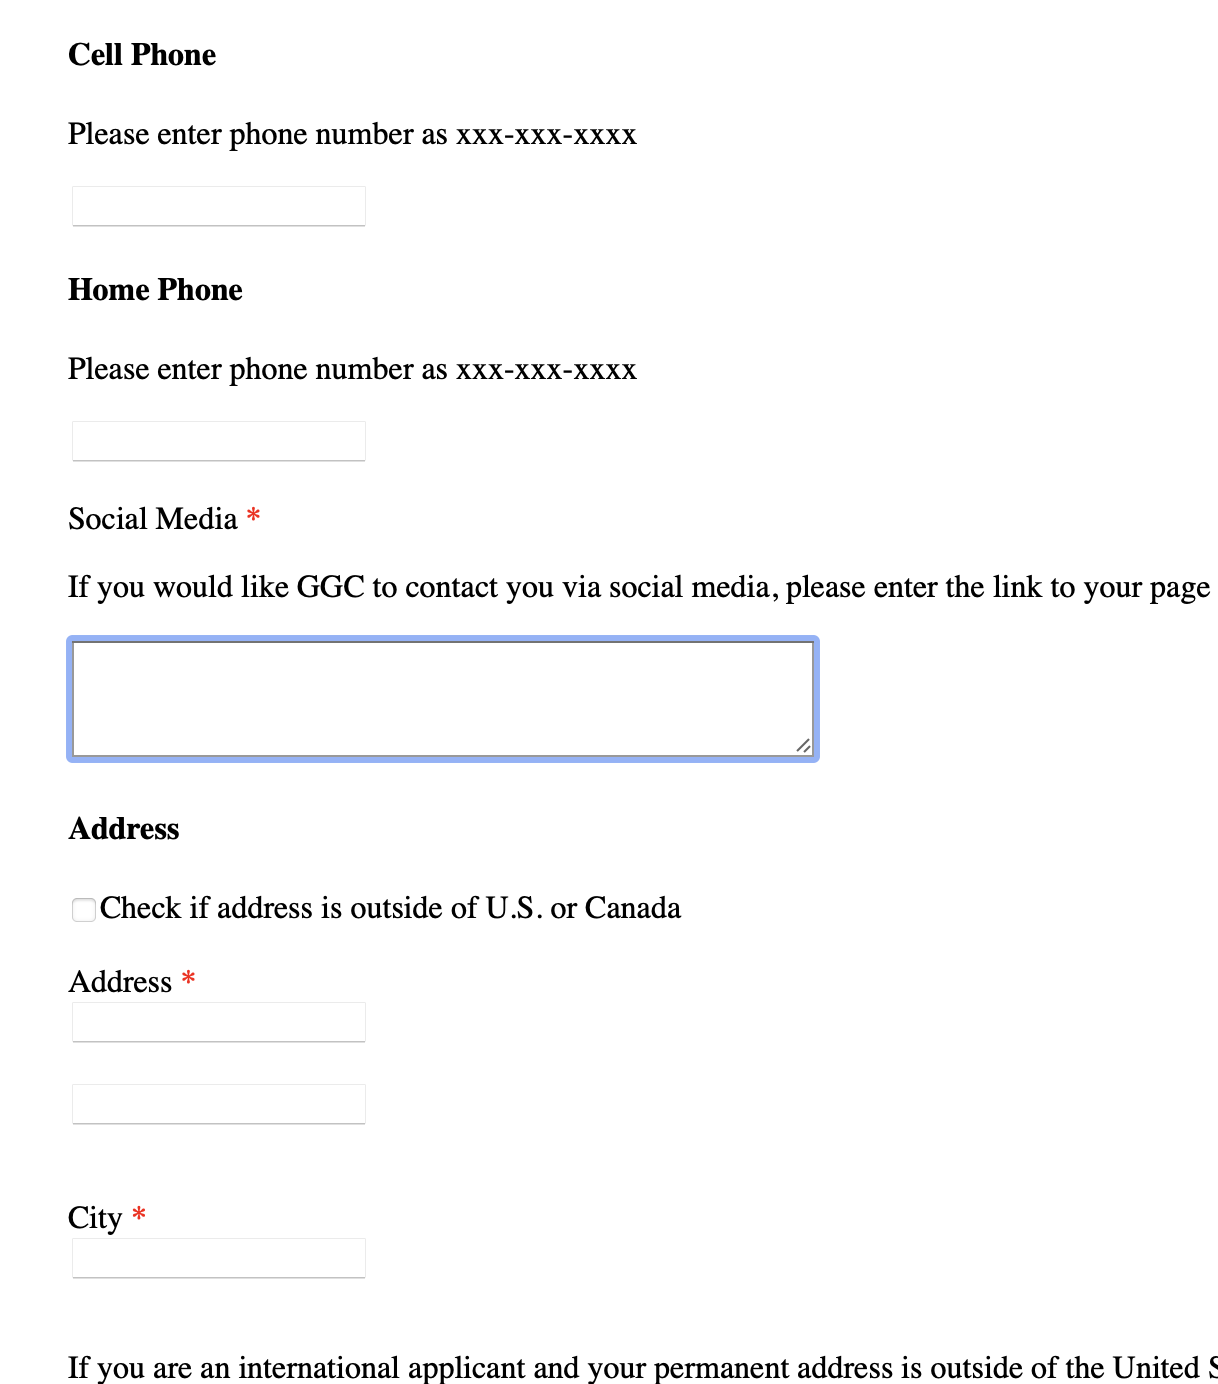 Cell Phone
Please enter phone number as xxx-xxx-xxxx
Home Phone
Please enter phone number as xxx-xxx-xxxx
Social Media *
If you would like GGC to contact you via social media, please enter the link to your page
Address
Check if address is outside of U.S. or Canada
Address *
City *
If you are an international applicant and your permanent address is outside of the United